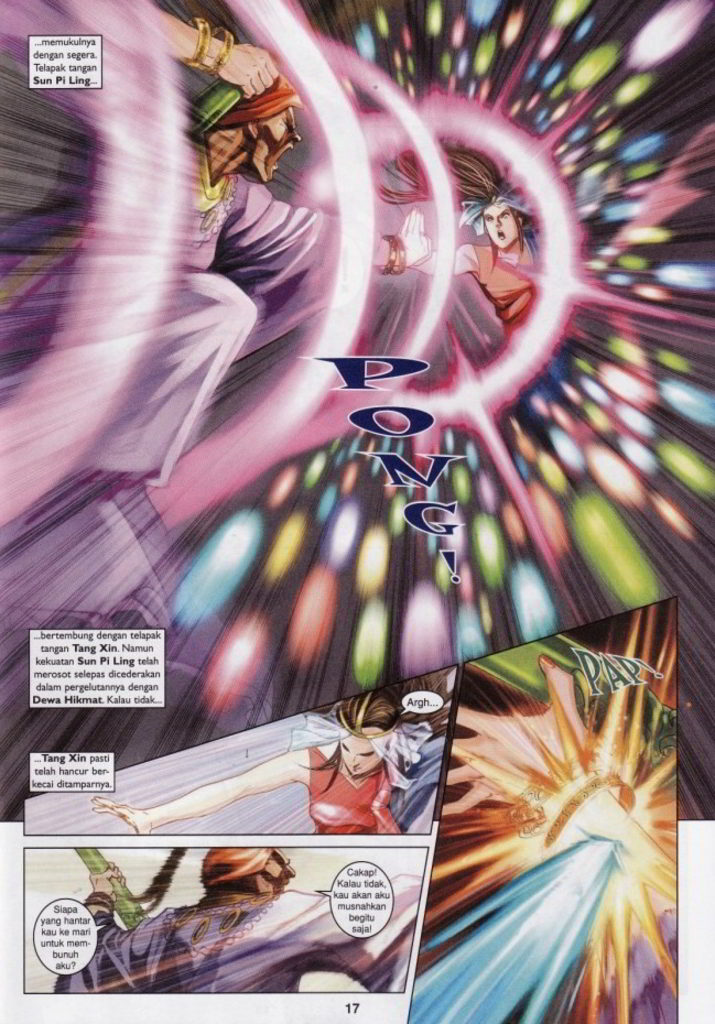 ...memukulnya
dengan segera.
Telapak tangan
Sun Pi Ling...
PONG!
...bertembung dengan telapak
tangan Tang Xin. Namun
kekuatan Sun Pi Ling telah
merosot selepas dicederakan
dalam pergelutannya dengan
Dewa Hikmat. Kalau tidak...
Argh...
PAP!
...Tang Xin pasti
telah hancur ber-
kecai ditamparnya.
Siapa
yang hantar
kau ke mari
untuk mem-
bunuh
aku?
Cakap!
Kalau tidak,
kau akan aku
musnahkan
begitu
saja!
17